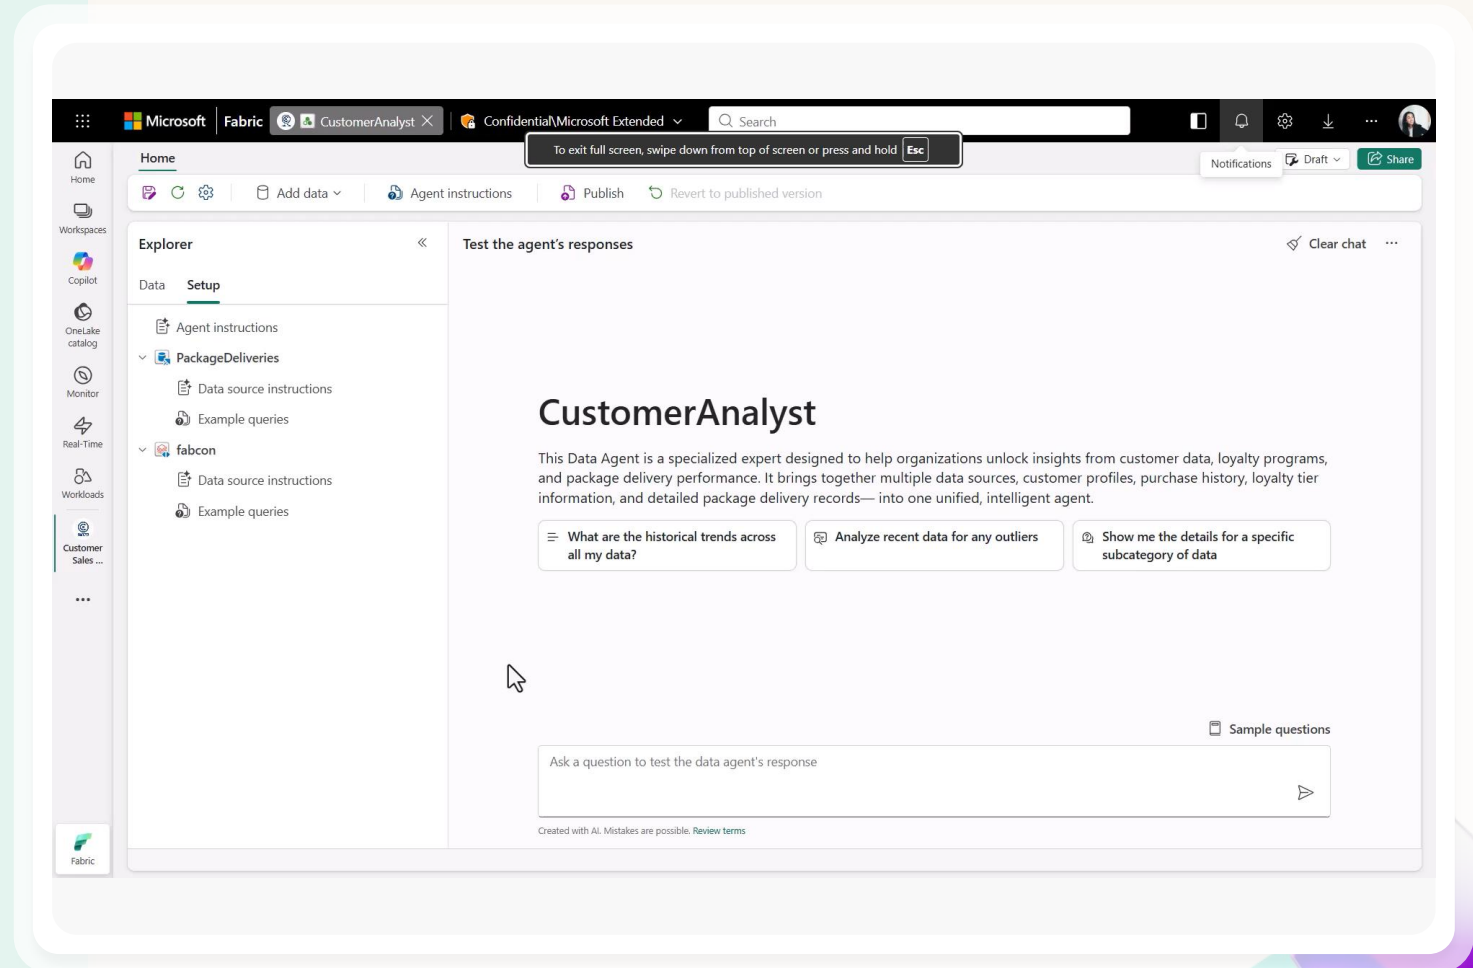 Microsoft Fabric CustomerAnalyst Confidential\Microsoft Extended Search
To exit full screen, swipe down from top of screen or press and hold Esc
Home
Notifications Draft Share
Add data Agent instructions Publish Revert to published version
Home
Workspaces
Copilot
OneLake
catalog
Monitor
Real-Time
Workloads
Customer
Sales ...
Fabric
Explorer
Data Setup
Agent instructions
PackageDeliveries
Data source instructions
Example queries
fabcon
Data source instructions
Example queries
Test the agent's responses Clear chat
CustomerAnalyst
This Data Agent is a specialized expert designed to help organizations unlock insights from customer data, loyalty programs,
and package delivery performance. It brings together multiple data sources, customer profiles, purchase history, loyalty tier
information, and detailed package delivery records— into one unified, intelligent agent.
What are the historical trends across
all my data?
Analyze recent data for any outliers
Show me the details for a specific
subcategory of data
Sample questions
Ask a question to test the data agent's response
Created with AI. Mistakes are possible. Review terms